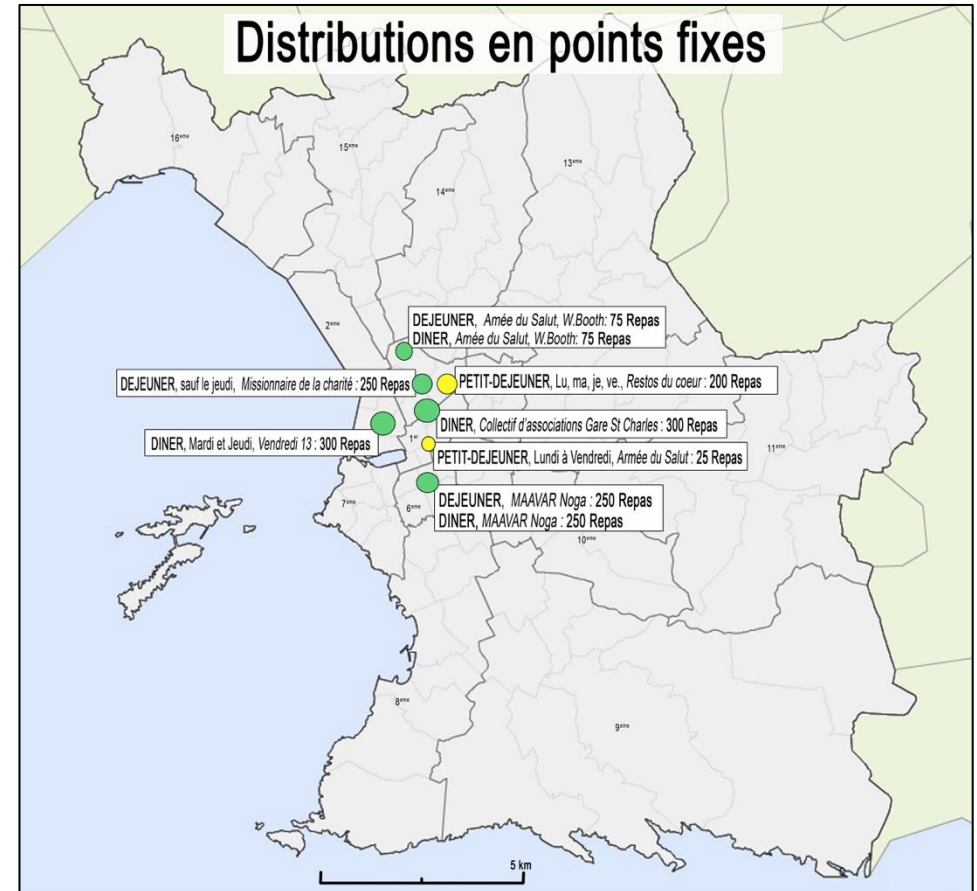 Distributions en points fixes
16ème
15ème
13ème
14ème
2ème
DEJEUNER, Amée du Salut, W.Booth: 75 Repas
DINER, Amée du Salut, W.Booth: 75 Repas
DEJEUNER, sauf le jeudi, Missionnaire de la charité : 250 Repas
PETIT-DEJEUNER, Lu, ma, je, ve., Restos du coeur : 200 Repas
DINER, Collectif d'associations Gare St Charles : 300 Repas
DINER, Mardi et Jeudi, Vendredi 13 : 300 Repas
1er
11ème
PETIT-DEJEUNER, Lundi à Vendredi, Armée du Salut : 25 Repas
7ème
6ème
DEJEUNER, MAAVAR Noga : 250 Repas
DINER, MAAVAR Noga : 250 Repas
10ème
8ème
9ème
5 km